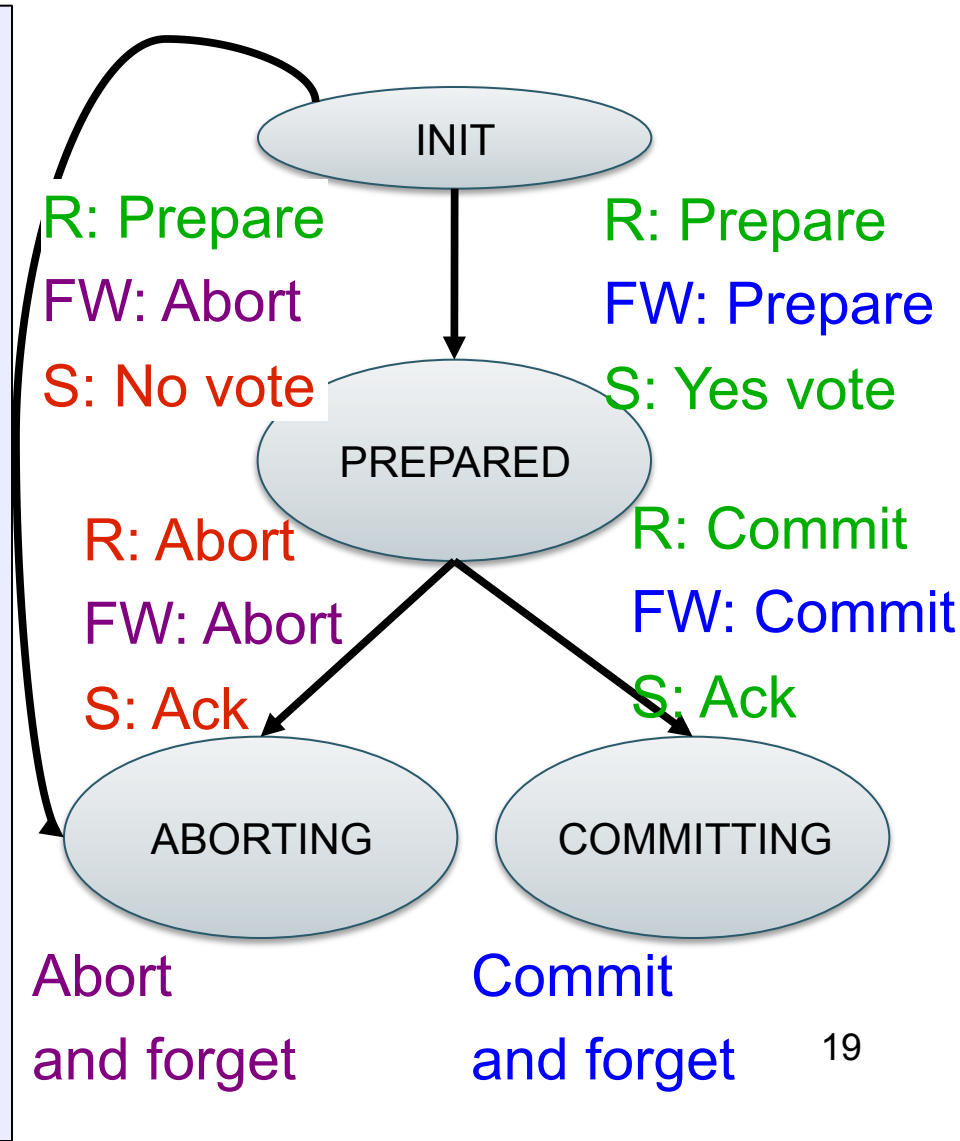 INIT
R: Prepare
FW: Abort
S: No vote
R: Prepare
FW: Prepare
S: Yes vote
PREPARED
R: Abort
FW: Abort
S: Ack
R: Commit
FW: Commit
S: Ack
ABORTING
COMMITTING
Abort
and forget
Commit
and forget
19